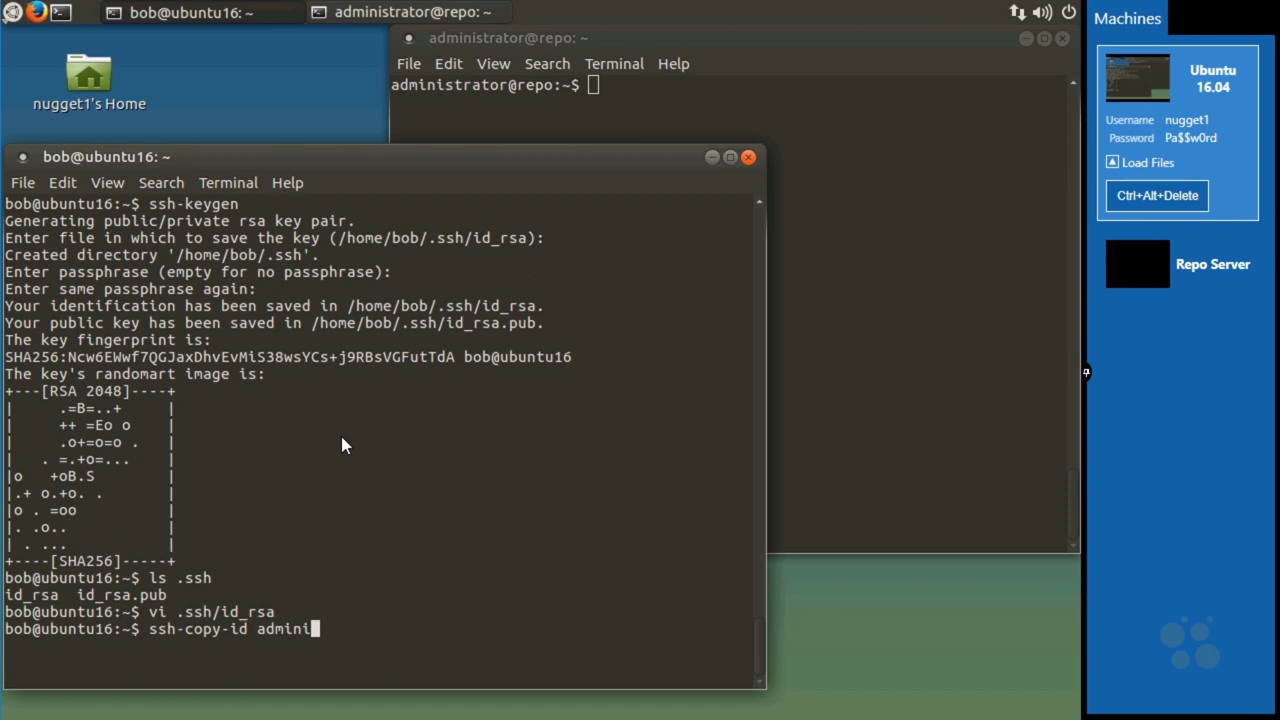 bob@ubuntu16: ~
administrator@repo: ~
Machines
administrator@repo: ~
File Edit View Search Terminal Help
administrator@repo:~$
nugget1's Home
Ubuntu
16.04
Username nugget1
Password Pa$$w0rd
Load Files
Ctrl+Alt+Delete
Repo Server
bob@ubuntu16: ~
File Edit View Search Terminal Help
bob@ubuntu16:~$ ssh-keygen
Generating public/private rsa key pair.
Enter file in which to save the key (/home/bob/.ssh/id_rsa):
Created directory '/home/bob/.ssh'.
Enter passphrase (empty for no passphrase):
Enter same passphrase again:
Your identification has been saved in /home/bob/.ssh/id_rsa.
Your public key has been saved in /home/bob/.ssh/id_rsa.pub.
The key fingerprint is:
SHA256:Ncw6EWwf7QGJaxDhvEvMiS38wsYCs+j9RBsVGFutTdA bob@ubuntu16
The key's randomart image is:
+---[RSA 2048]----+
|      .=B=..+     |
|      ++ =Eo o    |
|      .o+=o=o .   |
|    . =.+o=...    |
|o   +oB.S         |
|.+ o.+o. .        |
|o . =oo           |
|. .o..            |
| . ...            |
+----[SHA256]-----+
bob@ubuntu16:~$ ls .ssh
id_rsa  id_rsa.pub
bob@ubuntu16:~$ vi .ssh/id_rsa
bob@ubuntu16:~$ ssh-copy-id admini